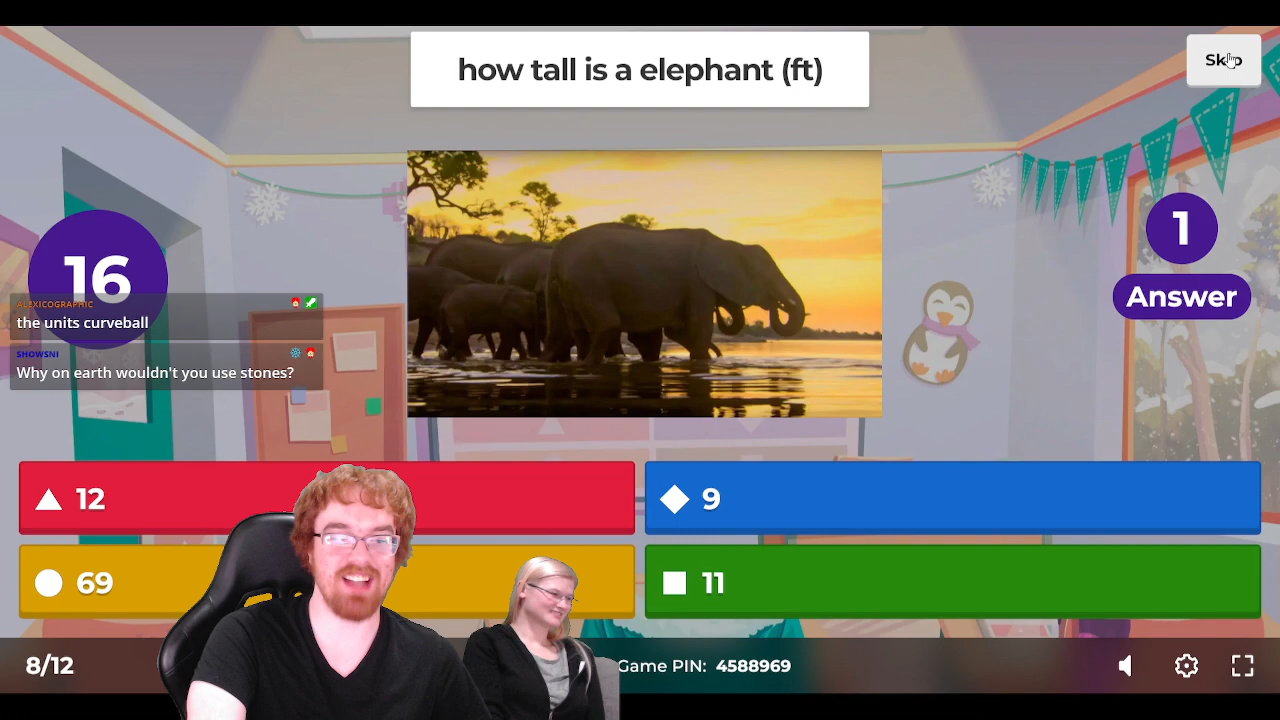 how tall is a elephant (ft)
Skip
16
1
Answer
ALEXICOGRAPHIC
the units curveball
SHOWSNI
Why on earth wouldn't you use stones?
12
9
69
11
8/12
Game PIN: 4588969